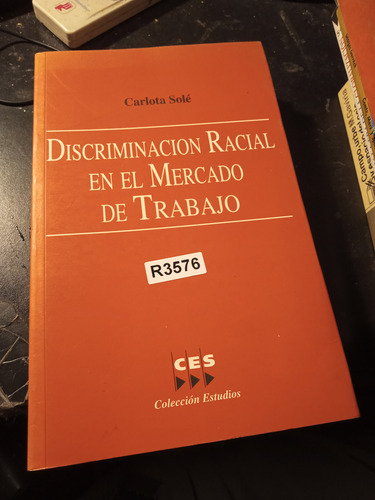 Carlota Solé
DISCRIMINACION RACIAL
EN EL MERCADO
DE TRABAJO
R3576
CES
Colección Estudios